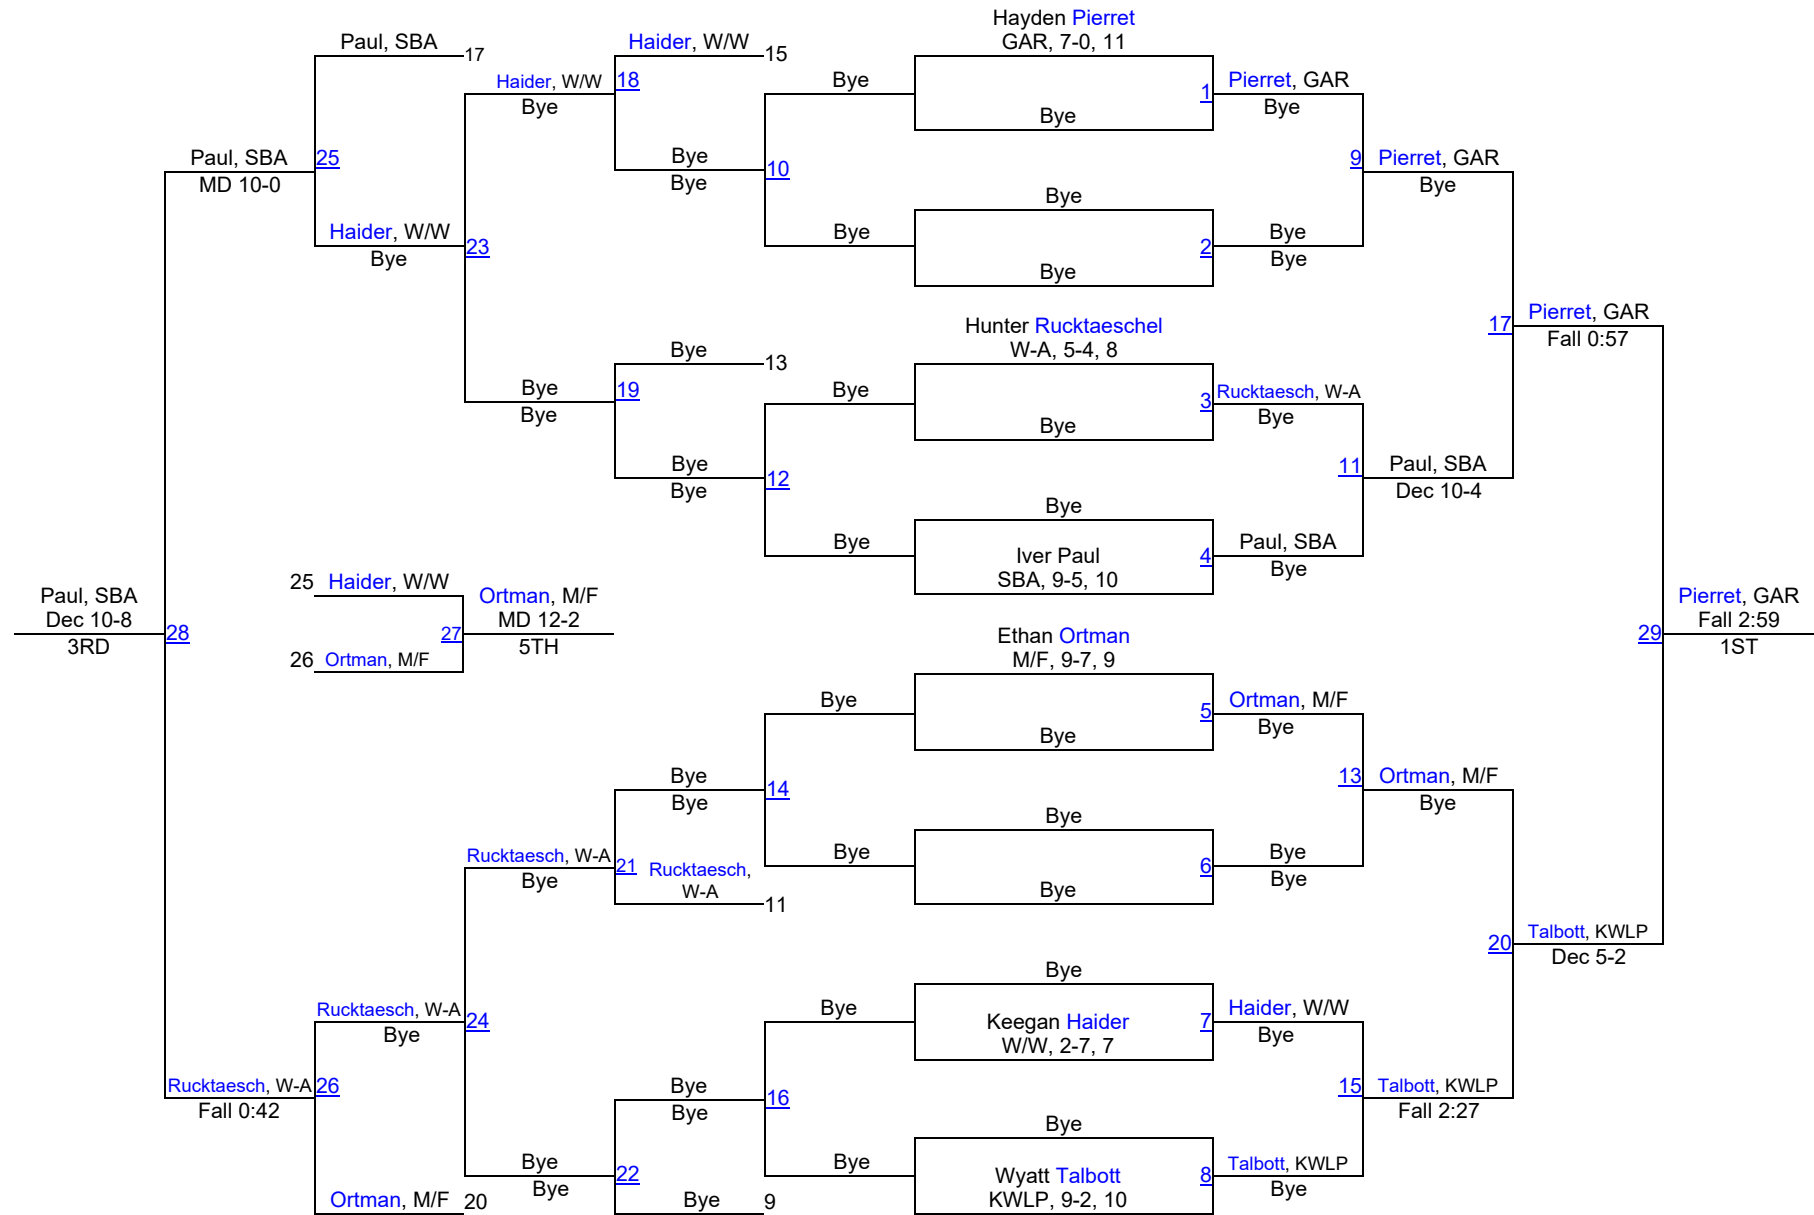 Hayden Pierret
GAR, 7-0, 11
Paul, SBA
17
Haider, W/W
15
Haider, W/W
18
Bye
Bye
1
Pierret, GAR
Bye
Bye
Paul, SBA
25
MD 10-0
Bye
10
Bye
9
Pierret, GAR
Bye
Bye
Haider, W/W
23
Bye
Bye
2
Bye
Bye
Bye
Hunter Rucktaeschel
W-A, 5-4, 8
17
Pierret, GAR
Fall 0:57
Bye
13
Bye
19
Bye
Bye
3
Rucktaesch, W-A
Bye
Bye
Bye
12
Bye
11
Paul, SBA
Dec 10-4
Bye
Bye
Iver Paul
SBA, 9-5, 10
4
Paul, SBA
Bye
Paul, SBA
Dec 10-8
3RD
28
25
Haider, W/W
26
Ortman, M/F
27
Ortman, M/F
MD 12-2
5TH
29
Pierret, GAR
Fall 2:59
1ST
Ethan Ortman
M/F, 9-7, 9
Bye
Bye
5
Ortman, M/F
Bye
Bye
14
Bye
13
Ortman, M/F
Bye
Bye
Rucktaesch, W-A
Bye
21
Rucktaesch,
W-A
11
Bye
Bye
6
Bye
Bye
20
Talbott, KWLP
Dec 5-2
Bye
Rucktaesch, W-A
24
Bye
Bye
Keegan Haider
W/W, 2-7, 7
7
Haider, W/W
Bye
Rucktaesch, W-A
26
Fall 0:42
Bye
16
Bye
15
Talbott, KWLP
Fall 2:27
Bye
Bye
22
Bye
Bye
Wyatt Talbott
KWLP, 9-2, 10
8
Talbott, KWLP
Bye
Ortman, M/F
20
Bye
9